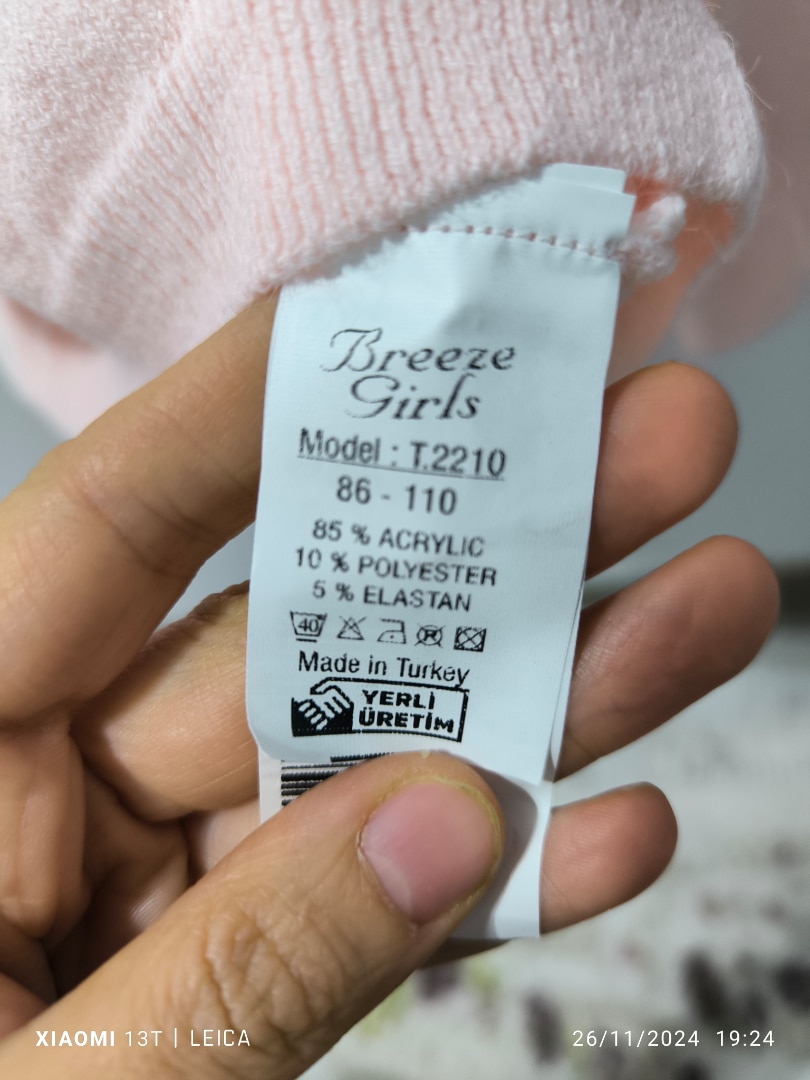 Breeze
Girls
Model : T.2210
86 - 110
85 % ACRYLIC
10 % POLYESTER
5 % ELASTAN
40
Made in Turkey
YERLİ
ÜRETİM
XIAOMI 13T | LEICA
26/11/2024 19:24